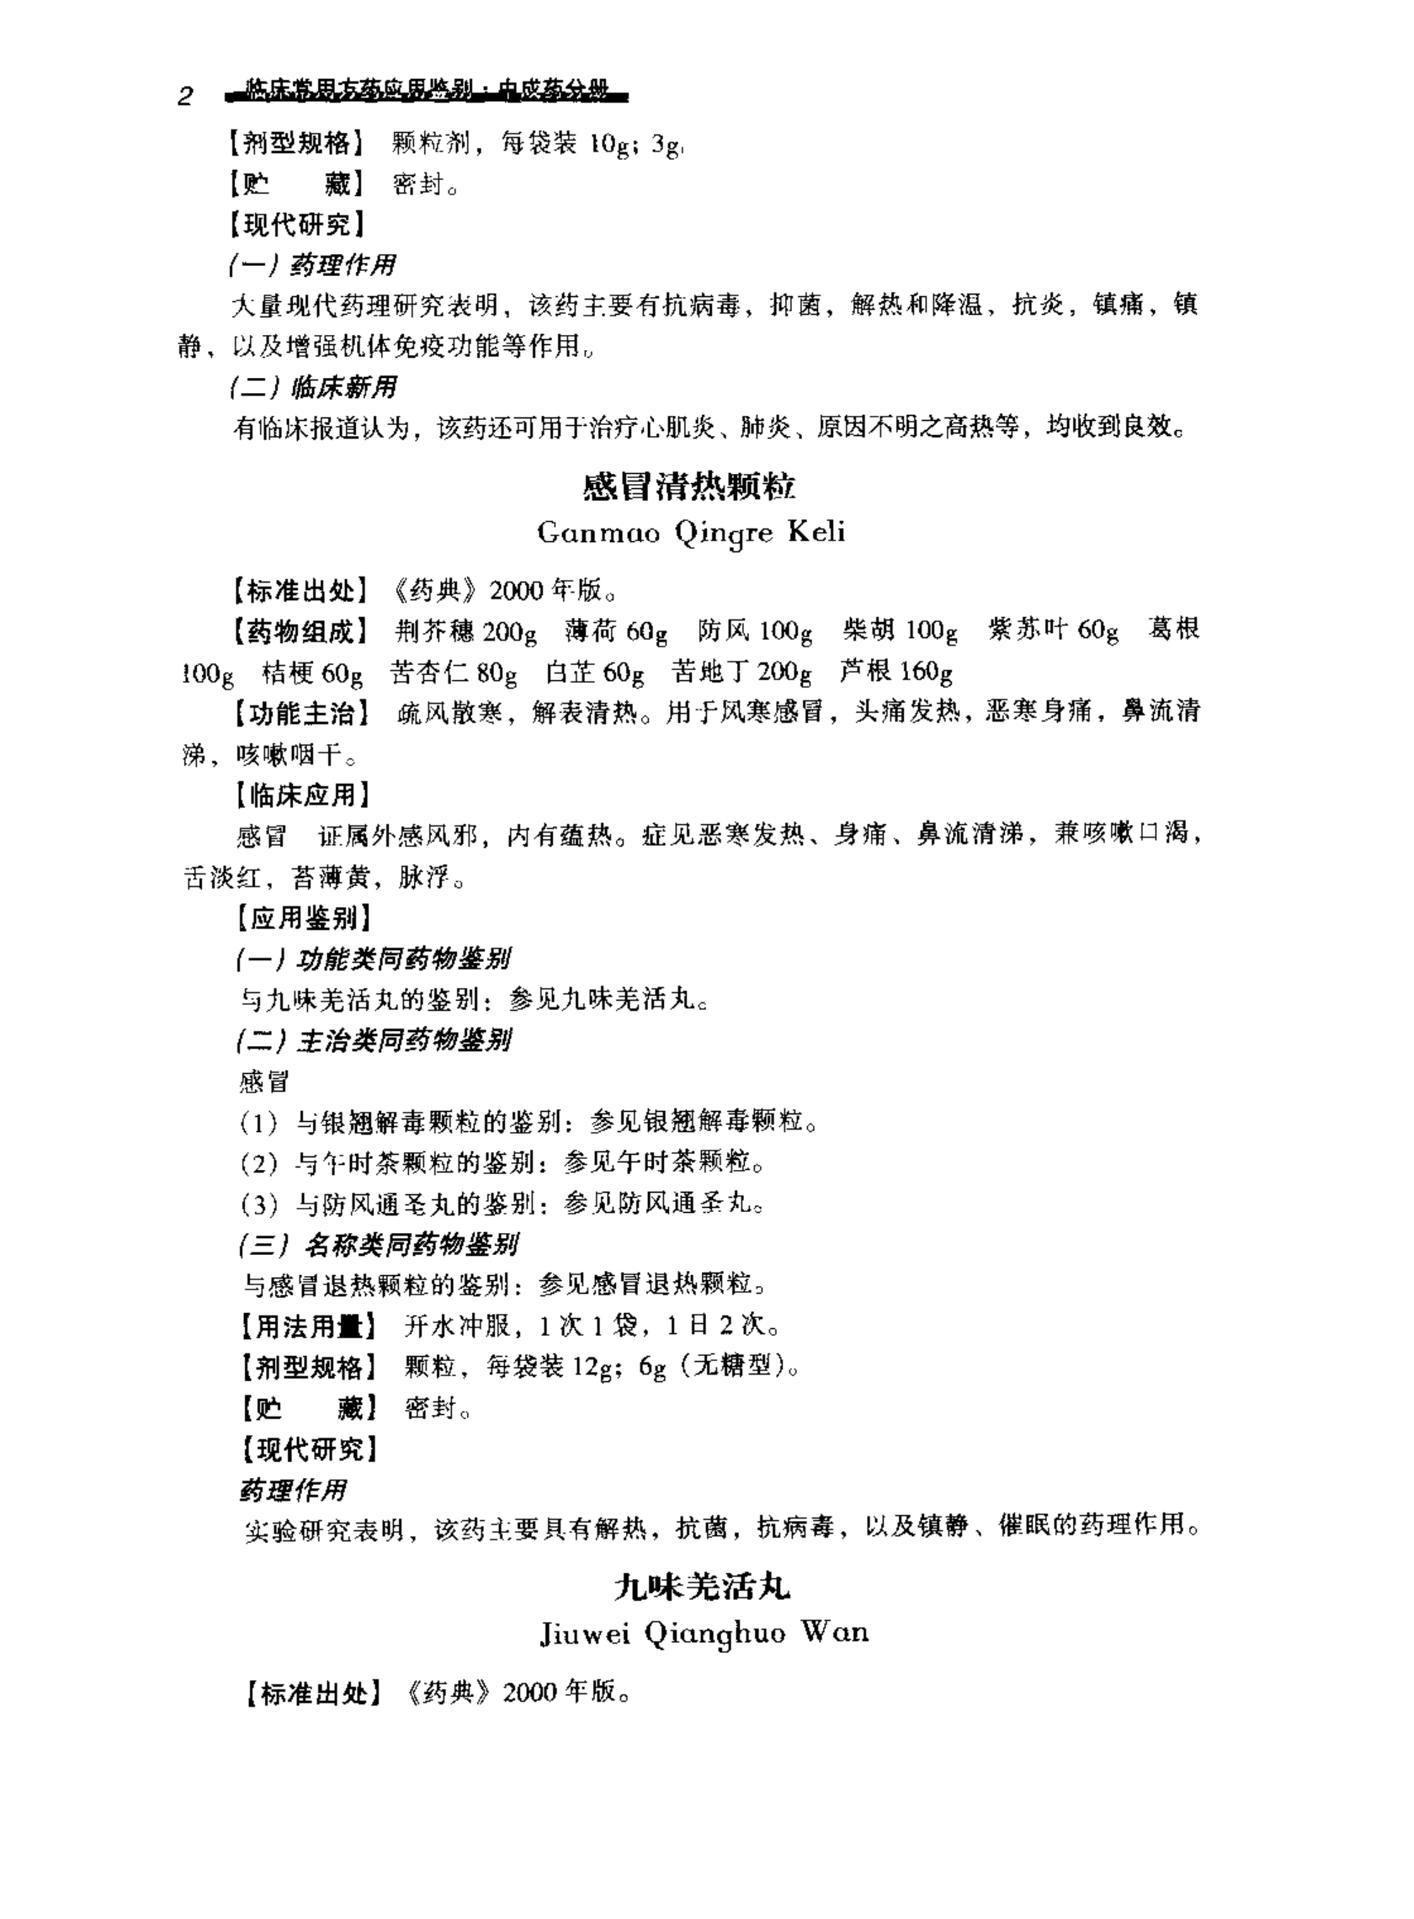 2 临床常用方药应用鉴别：中成药分册
【剂型规格】 颗粒剂，每袋装 10g；3g。
【贮　　藏】 密封。
【现代研究】
（一）药理作用
大量现代药理研究表明，该药主要有抗病毒，抑菌，解热和降温、抗炎，镇痛，镇
静、以及增强机体免疫功能等作用。
（二）临床新用
有临床报道认为，该药还可用于治疗心肌炎、肺炎、原因不明之高热等，均收到良效。
感冒清热颗粒
Ganmao Qingre Keli
【标准出处】《药典》2000 年版。
【药物组成】 荆芥穗 200g　薄荷 60g　防风 100g　柴胡 100g　紫苏叶 60g　葛根
100g　桔梗 60g　苦杏仁 80g　白芷 60g　苦地丁 200g　芦根 160g
【功能主治】 疏风散寒，解表清热。用于风寒感冒，头痛发热，恶寒身痛，鼻流清
涕，咳嗽咽干。
【临床应用】
感冒　证属外感风邪，内有蕴热。症见恶寒发热、身痛、鼻流清涕，兼咳嗽口渴，
舌淡红，苔薄黄，脉浮。
【应用鉴别】
（一）功能类同药物鉴别
与九味羌活丸的鉴别：参见九味羌活丸。
（二）主治类同药物鉴别
感冒
（1）与银翘解毒颗粒的鉴别：参见银翘解毒颗粒。
（2）与午时茶颗粒的鉴别：参见午时茶颗粒。
（3）与防风通圣丸的鉴别：参见防风通圣丸。
（三）名称类同药物鉴别
与感冒退热颗粒的鉴别：参见感冒退热颗粒。
【用法用量】 开水冲服，1 次 1 袋，1 日 2 次。
【剂型规格】 颗粒，每袋装 12g；6g（无糖型）。
【贮　　藏】 密封。
【现代研究】
药理作用
实验研究表明，该药主要具有解热，抗菌，抗病毒，以及镇静、催眠的药理作用。
九味羌活丸
Jiuwei Qianghuo Wan
【标准出处】《药典》2000 年版。